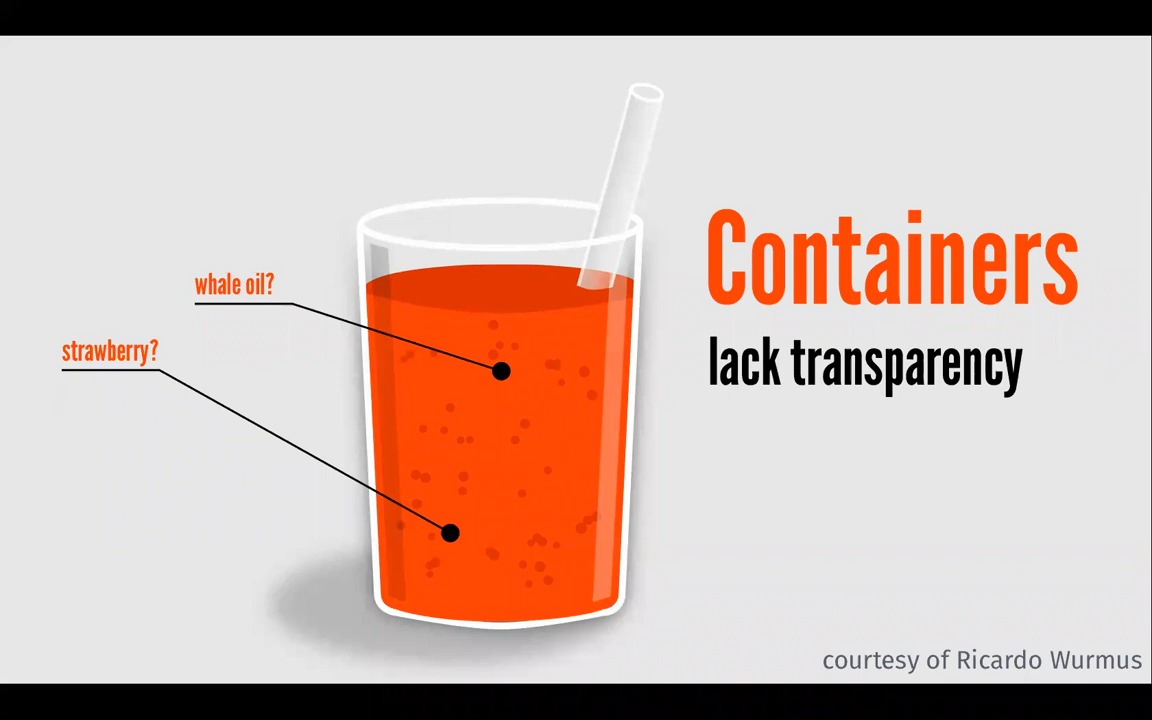 Containers
lack transparency
whale oil?
strawberry?
courtesy of Ricardo Wurmus